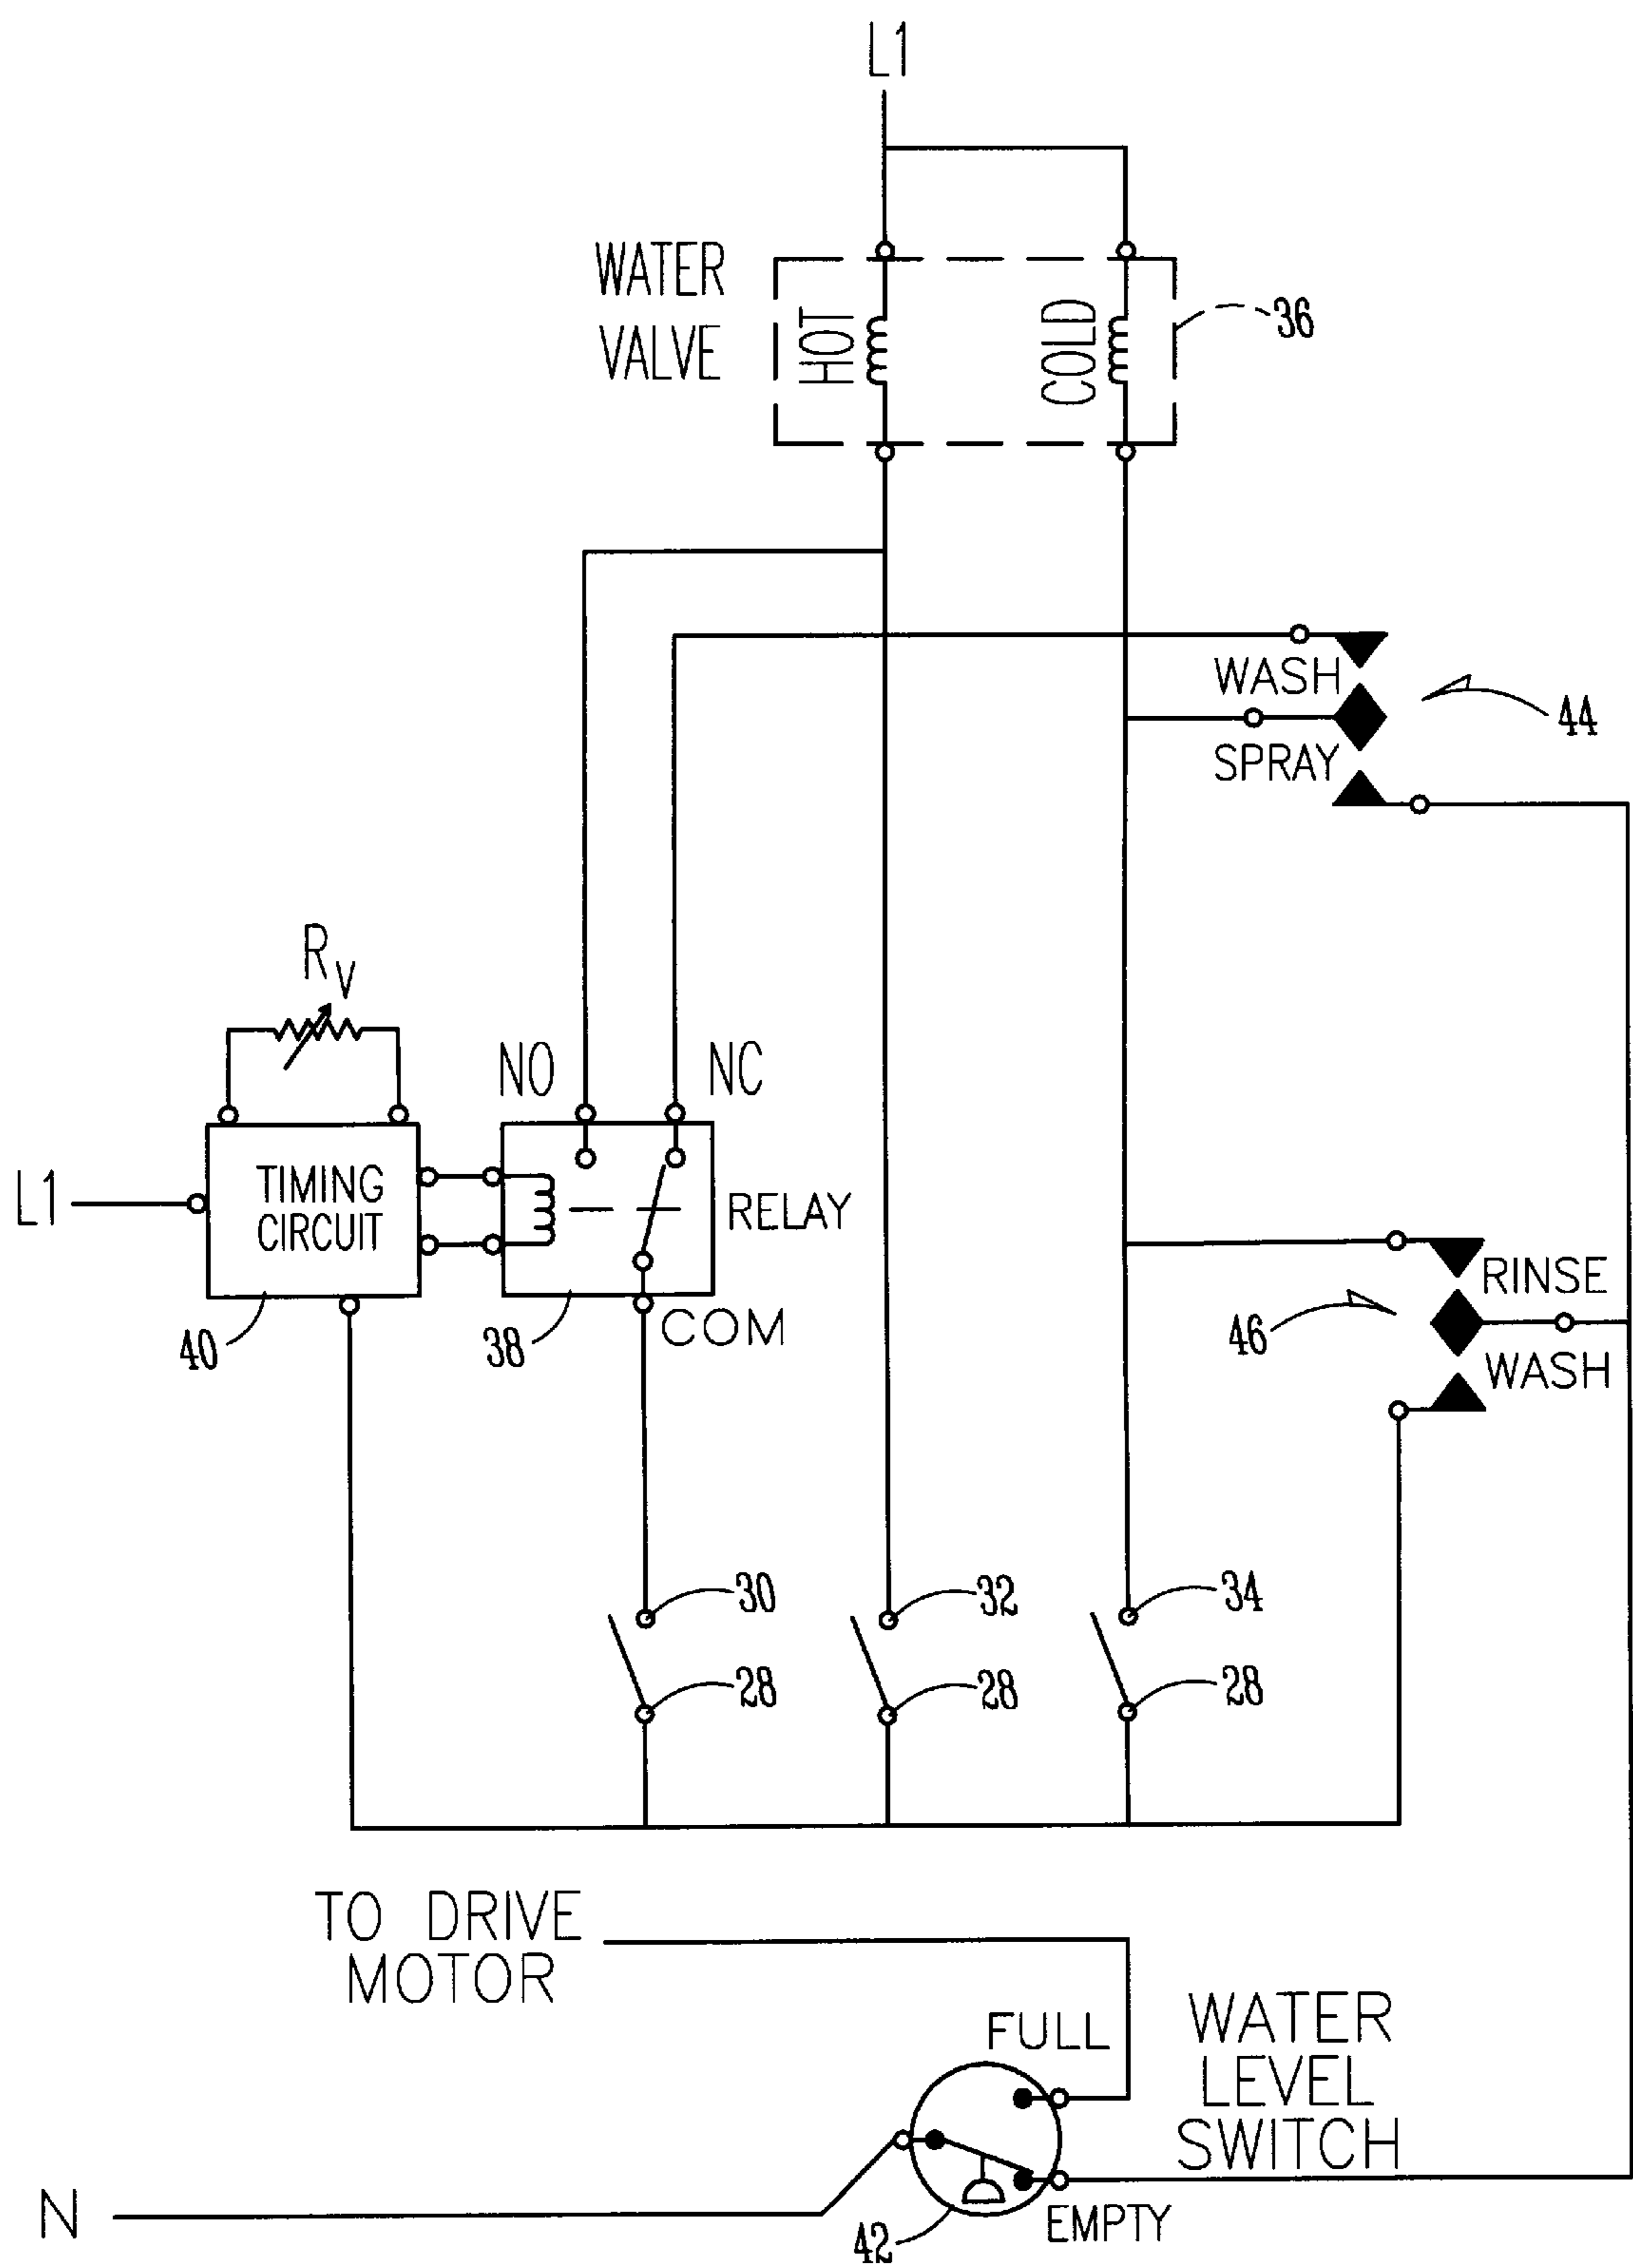 L1
WATER
VALVE
HOT
COLD
36
WASH
44
SPRAY
RV
NO
NC
L1
TIMING
CIRCUIT
RELAY
RINSE
46
WASH
40
38
COM
30
32
34
28
28
28
TO DRIVE
MOTOR
FULL
WATER
LEVEL
SWITCH
N
42
EMPTY